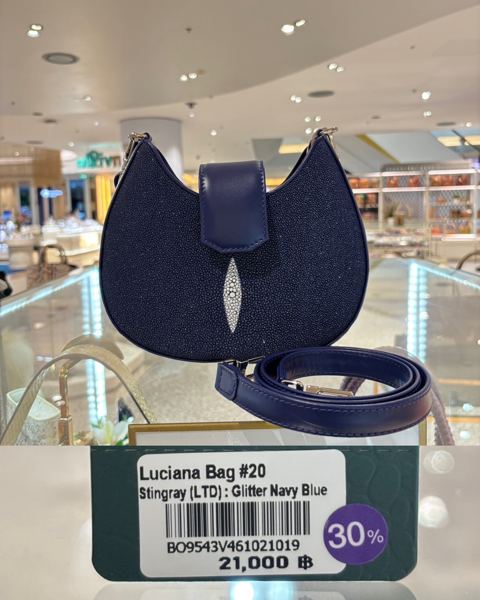 Luciana Bag #20
Stingray (LTD) : Glitter Navy Blue
BO9543V461021019
21,000 ฿
30%